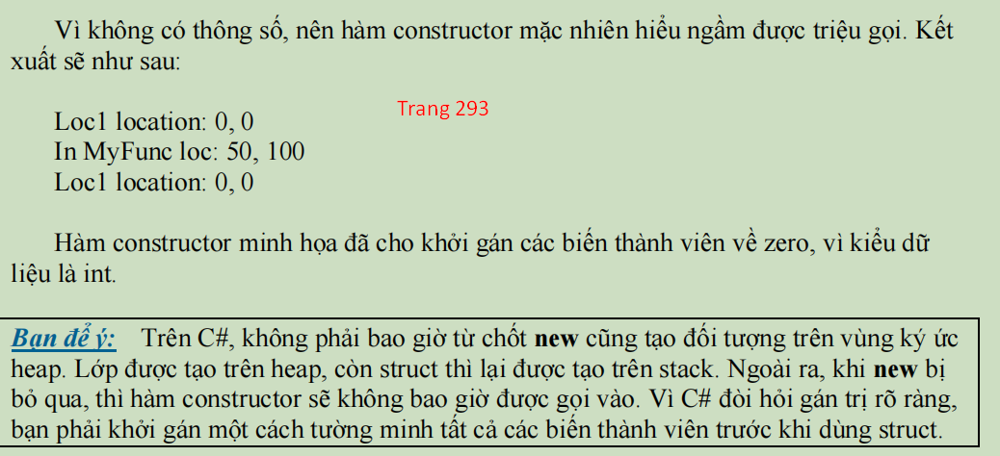 Vì không có thông số, nên hàm constructor mặc nhiên hiểu ngầm được triệu gọi. Kết
xuất sẽ như sau:
Trang 293
Loc1 location: 0, 0
In MyFunc loc: 50, 100
Loc1 location: 0, 0
Hàm constructor minh họa đã cho khởi gán các biến thành viên về zero, vì kiểu dữ
liệu là int.
Bạn để ý: Trên C#, không phải bao giờ từ chốt new cũng tạo đối tượng trên vùng ký ức
heap. Lớp được tạo trên heap, còn struct thì lại được tạo trên stack. Ngoài ra, khi new bị
bỏ qua, thì hàm constructor sẽ không bao giờ được gọi vào. Vì C# đòi hỏi gán trị rõ ràng,
bạn phải khởi gán một cách tường minh tất cả các biến thành viên trước khi dùng struct.